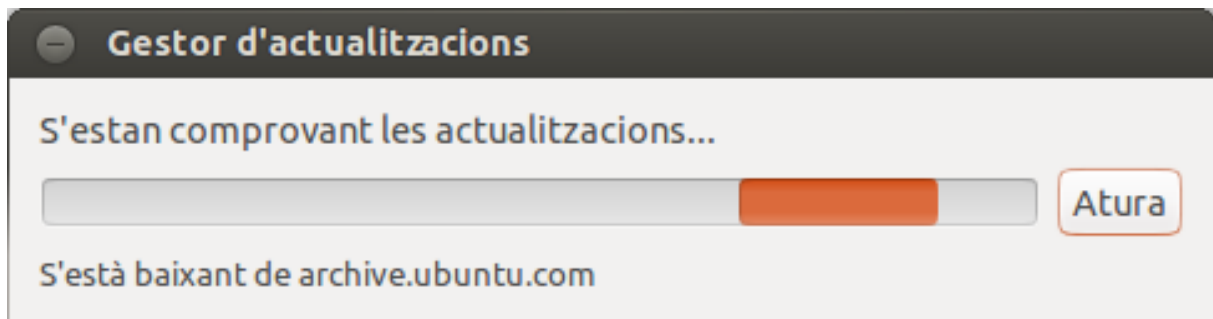 Gestor d'actualitzacions
S'estan comprovant les actualitzacions...
Atura
S'està baixant de archive.ubuntu.com